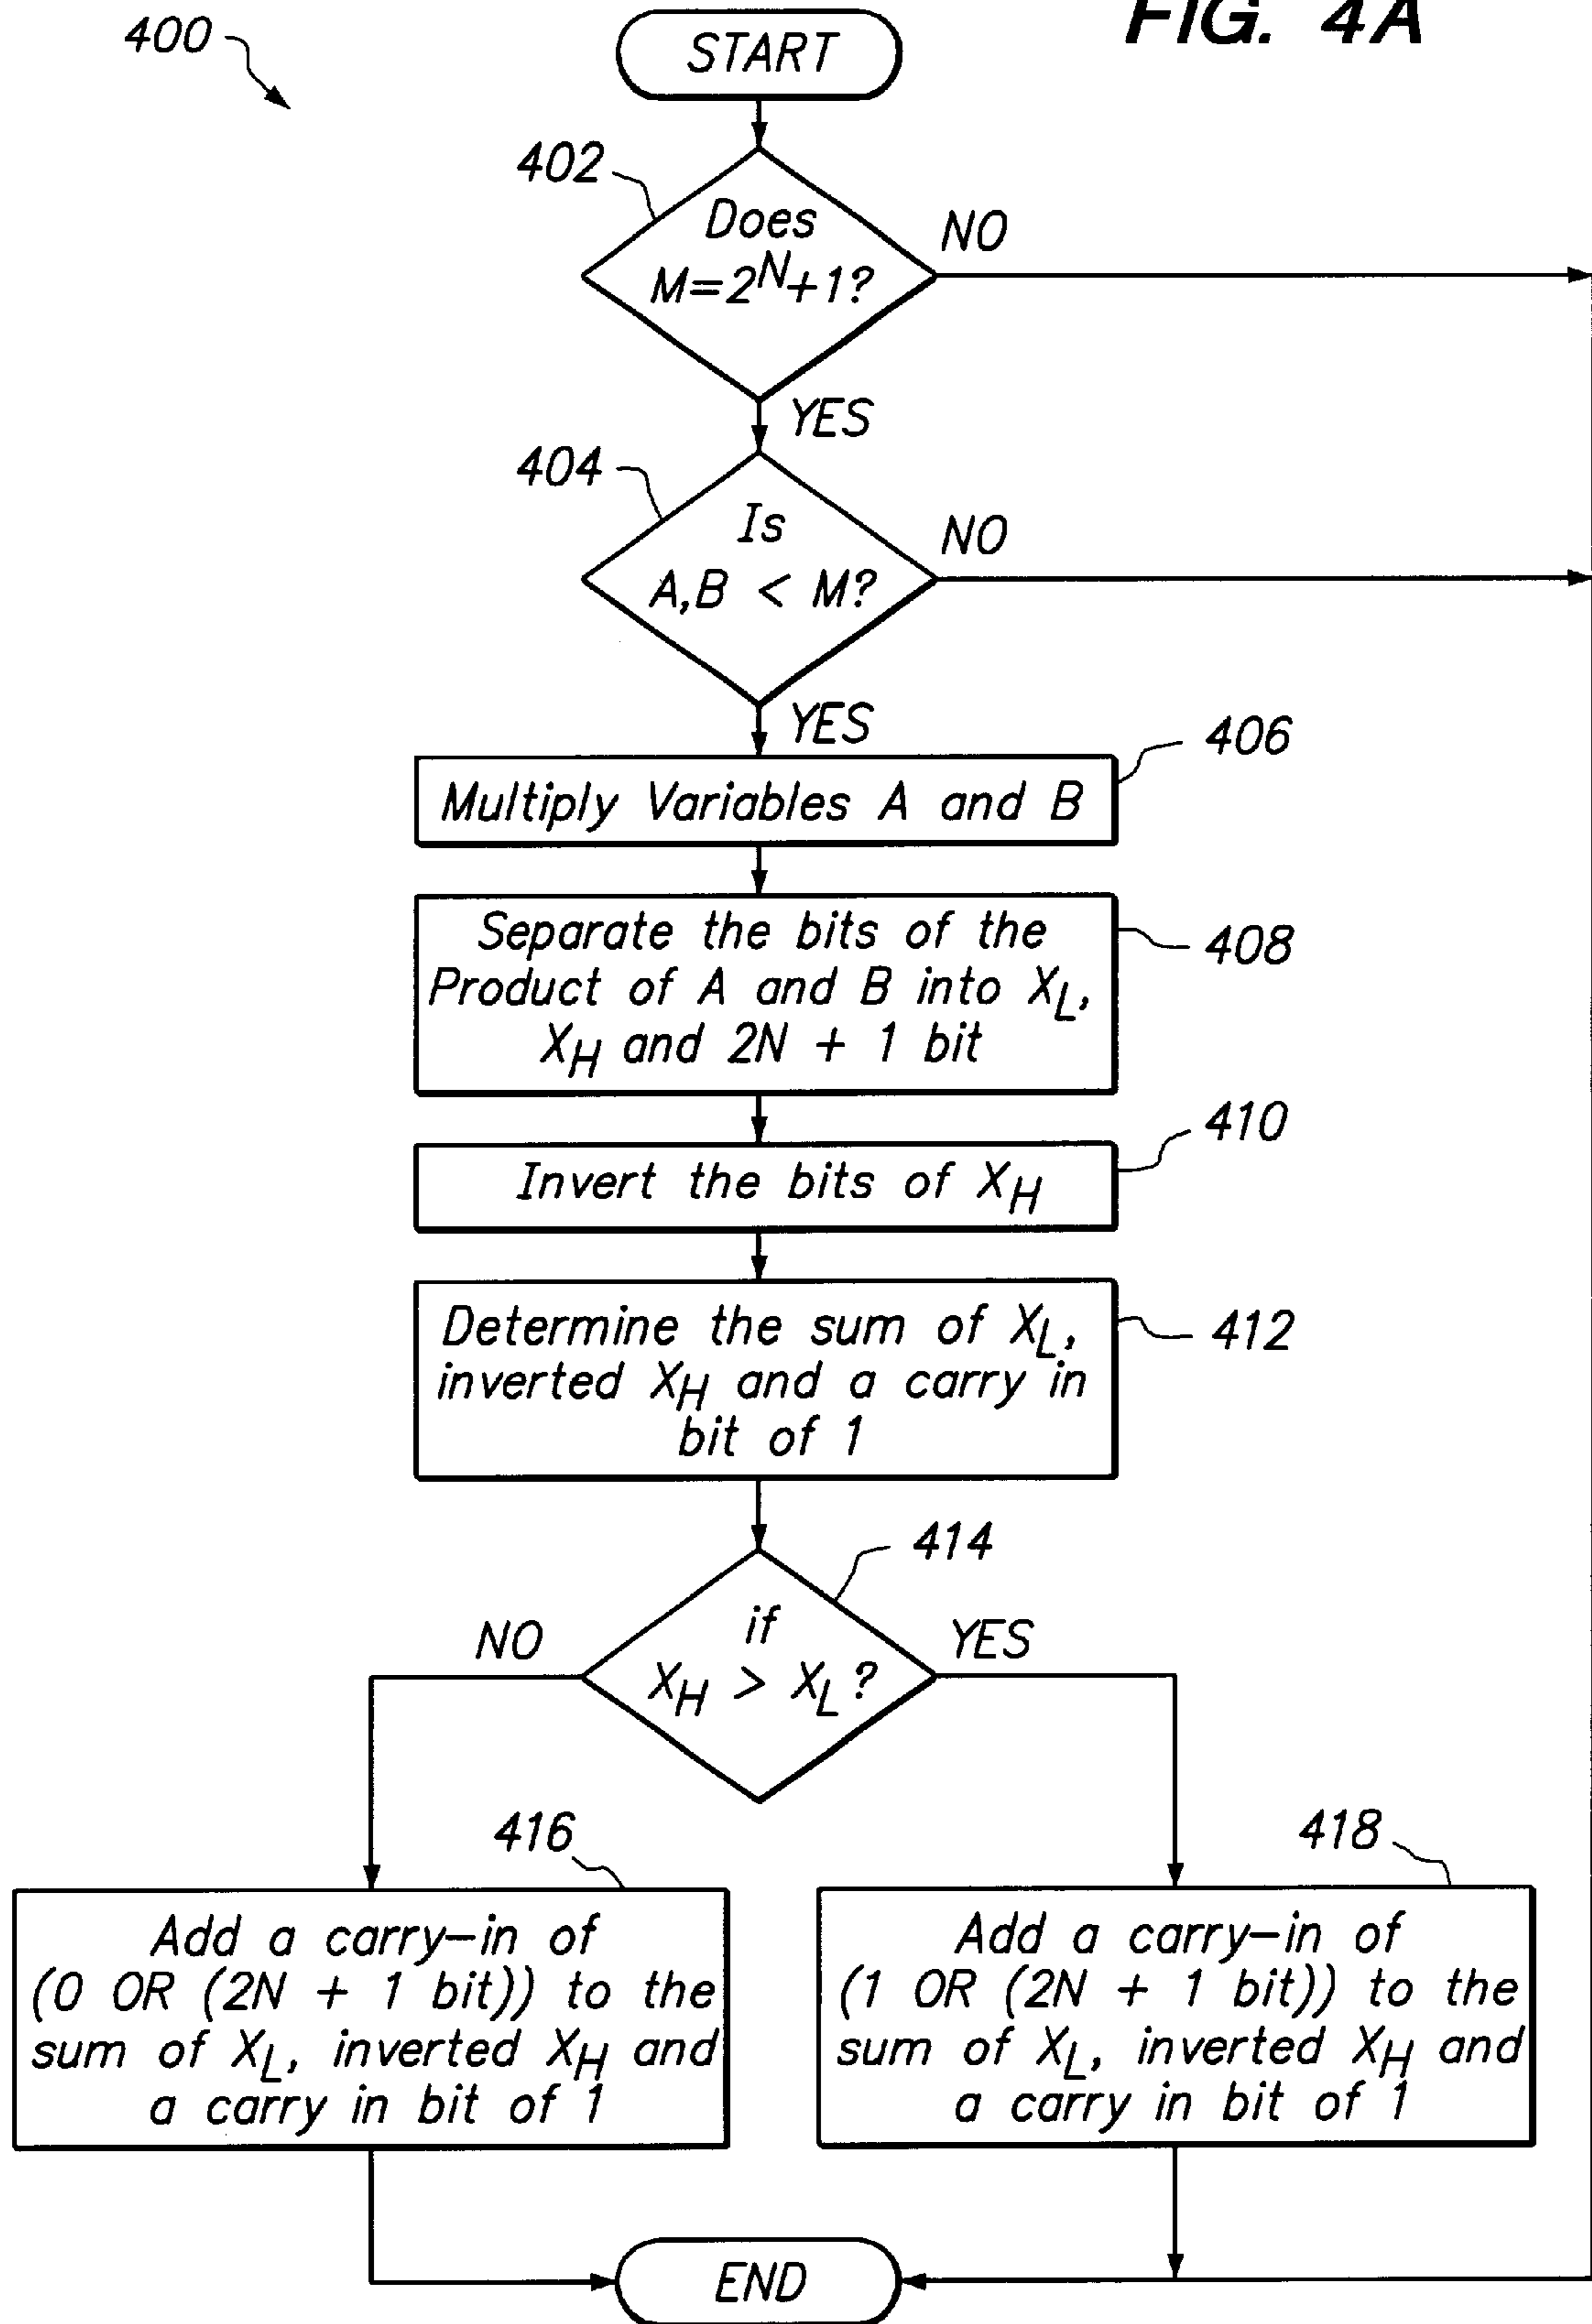 FIG. 4A
400
START
402
Does
M=2^N+1?
NO
YES
404
Is
A,B < M?
NO
YES
406
Multiply Variables A and B
408
Separate the bits of the
Product of A and B into X_L,
X_H and 2N + 1 bit
410
Invert the bits of X_H
412
Determine the sum of X_L,
inverted X_H and a carry in
bit of 1
414
if
X_H > X_L?
NO
YES
416
Add a carry-in of
(0 OR (2N + 1 bit)) to the
sum of X_L, inverted X_H and
a carry in bit of 1
418
Add a carry-in of
(1 OR (2N + 1 bit)) to the
sum of X_L, inverted X_H and
a carry in bit of 1
END